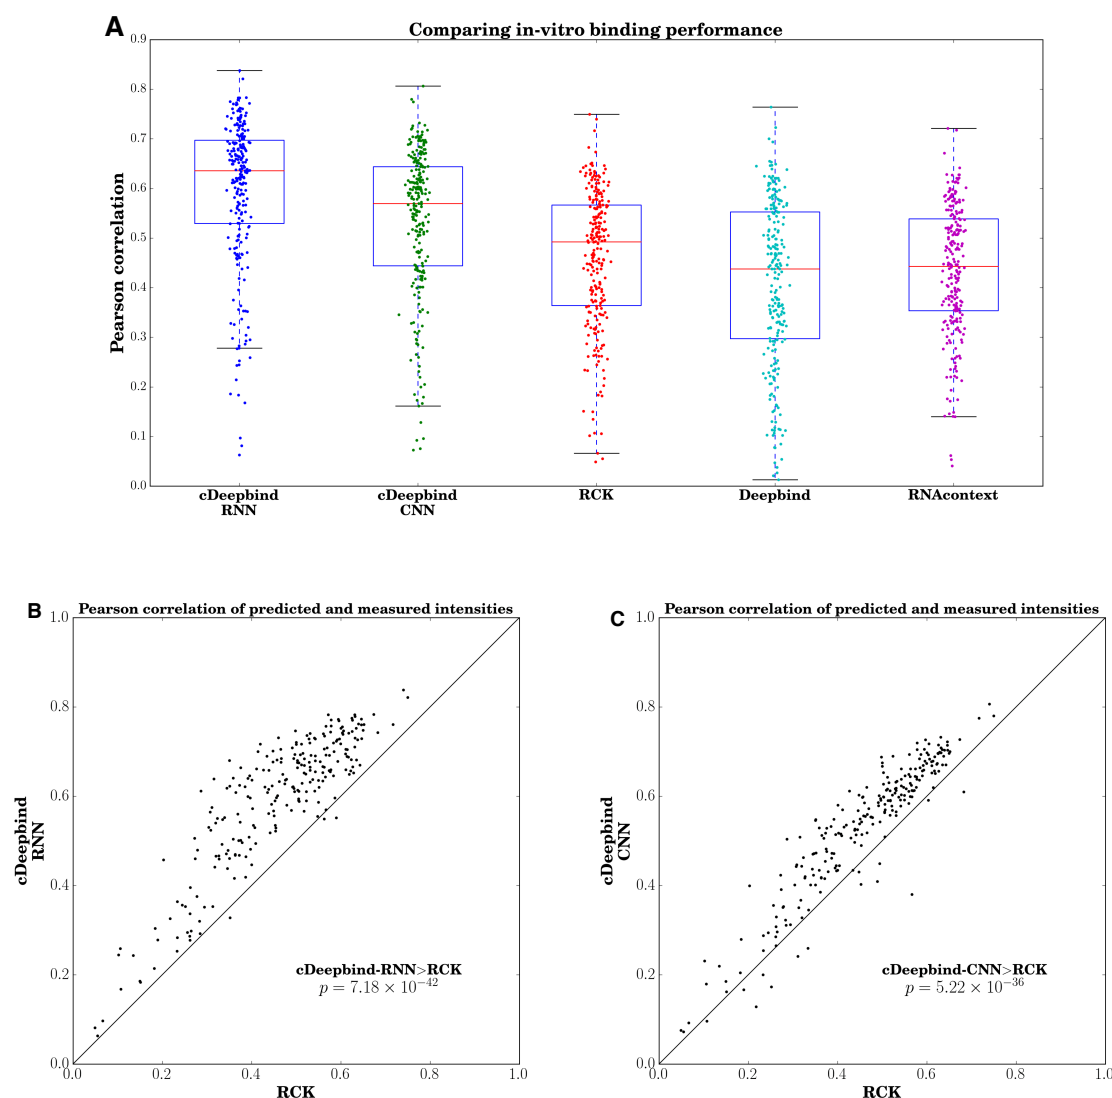 A
Comparing in-vitro binding performance
Pearson correlation
0.9
0.8
0.7
0.6
0.5
0.4
0.3
0.2
0.1
0.0
cDeepbind
RNN
cDeepbind
CNN
RCK
Deepbind
RNAcontext
B
Pearson correlation of predicted and measured intensities
cDeepbind
RNN
1.0
0.8
0.6
0.4
0.2
0.0
cDeepbind-RNN>RCK
p = 7.18 × 10⁻⁴²
0.0 0.2 0.4 0.6 0.8 1.0
RCK
C
Pearson correlation of predicted and measured intensities
cDeepbind
CNN
1.0
0.8
0.6
0.4
0.2
0.0
cDeepbind-CNN>RCK
p = 5.22 × 10⁻³⁶
0.0 0.2 0.4 0.6 0.8 1.0
RCK